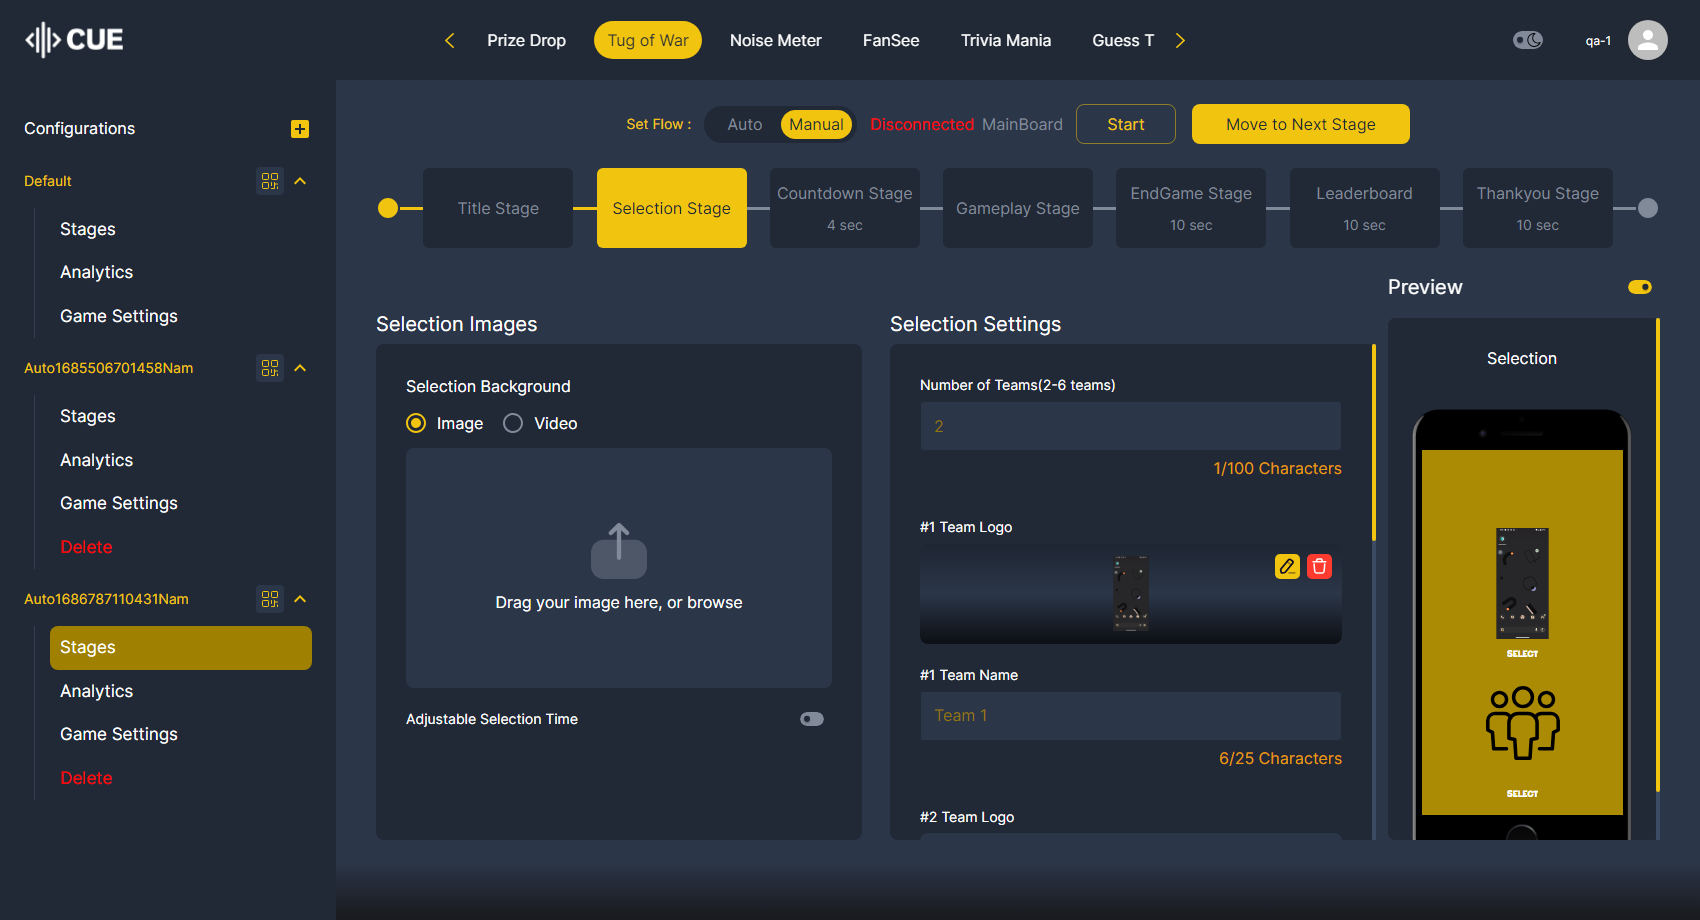 CUE
Prize Drop
Tug of War
Noise Meter
FanSee
Trivia Mania
Guess T
qa-1
Configurations
Default
Stages
Analytics
Game Settings
Auto1685506701458Nam
Stages
Analytics
Game Settings
Delete
Auto1686787110431Nam
Stages
Analytics
Game Settings
Delete
Set Flow :
Auto
Manual
Disconnected MainBoard
Start
Move to Next Stage
Title Stage
Selection Stage
Countdown Stage
4 sec
Gameplay Stage
EndGame Stage
10 sec
Leaderboard
10 sec
Thankyou Stage
10 sec
Selection Images
Selection Background
Image
Video
Drag your image here, or browse
Adjustable Selection Time
Selection Settings
Number of Teams(2-6 teams)
2
1/100 Characters
#1 Team Logo
#1 Team Name
Team 1
6/25 Characters
#2 Team Logo
Preview
Selection
SELECT
SELECT